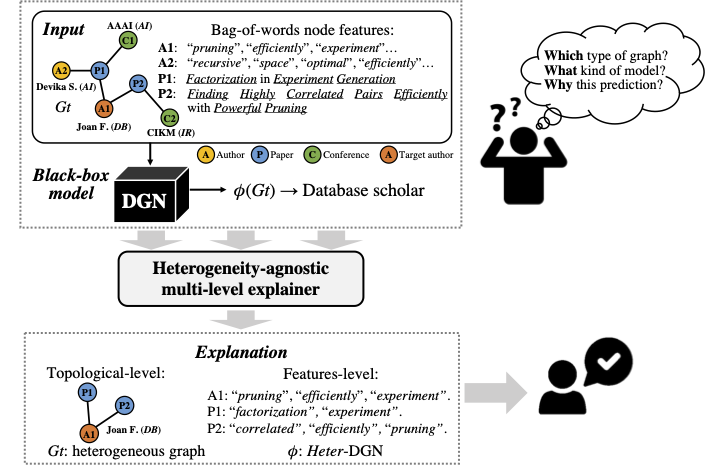 Input
AAAI (AI)
C1
A2
P1
Devika S. (AI)
P2
Gt
A1
Joan F. (DB)
C2
CIKM (IR)
Bag-of-words node features:
A1: “pruning”, “efficiently”, “experiment”…
A2: “recursive”, “space”, “optimal”, “efficiently”…
P1: Factorization in Experiment Generation
P2: Finding Highly Correlated Pairs Efficiently
with Powerful Pruning
A Author P Paper C Conference A Target author
Black-box
model
DGN
ϕ(Gt) → Database scholar
Which type of graph?
What kind of model?
Why this prediction?
? ?
Heterogeneity-agnostic
multi-level explainer
Explanation
Topological-level:
P1
P2
A1
Joan F. (DB)
Gt: heterogeneous graph
Features-level:
A1: “pruning”, “efficiently”, “experiment”.
P1: “factorization”, “experiment”.
P2: “correlated”, “efficiently”, “pruning”.
ϕ: Heter-DGN